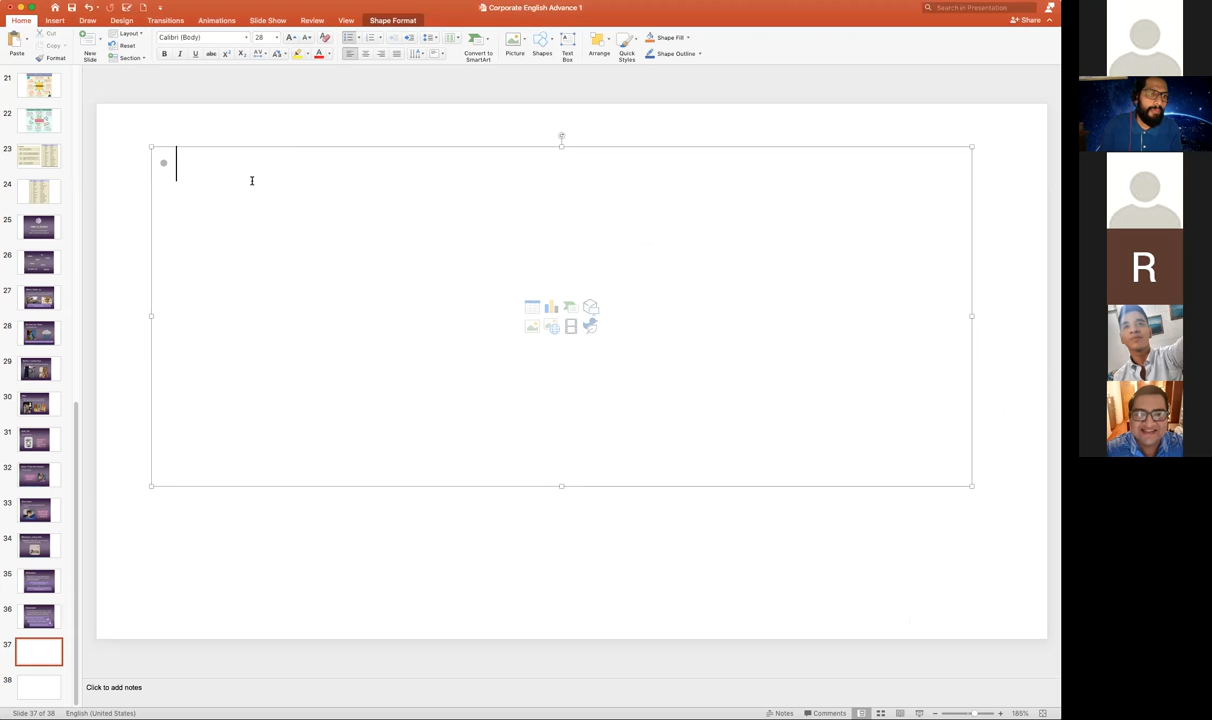 Corporate English Advance 1
Search in Presentation
Home Insert Draw Design Transitions Animations Slide Show Review View Shape Format
Share
Paste
Cut
Copy
Format
New
Slide
Layout
Reset
Section
Calibri (Body) 28
Convert to
SmartArt
Picture
Shapes
Text
Box
Arrange
Quick
Styles
Shape Fill
Shape Outline
21
22
23
24
25
26
27
28
29
30
31
32
33
34
35
36
37
38
R
Click to add notes
Slide 37 of 38 English (United States) Notes Comments 185%